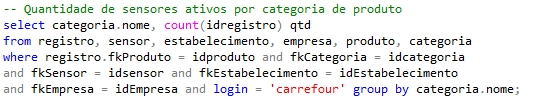 -- Quantidade de sensores ativos por categoria de produto
select categoria.nome, count(idregistro) qtd
from registro, sensor, estabelecimento, empresa, produto, categoria
where registro.fkProduto = idproduto and fkCategoria = idcategoria
and fkSensor = idsensor and fkEstabelecimento = idEstabelecimento
and fkEmpresa = idEmpresa and login = 'carrefour' group by categoria.nome;